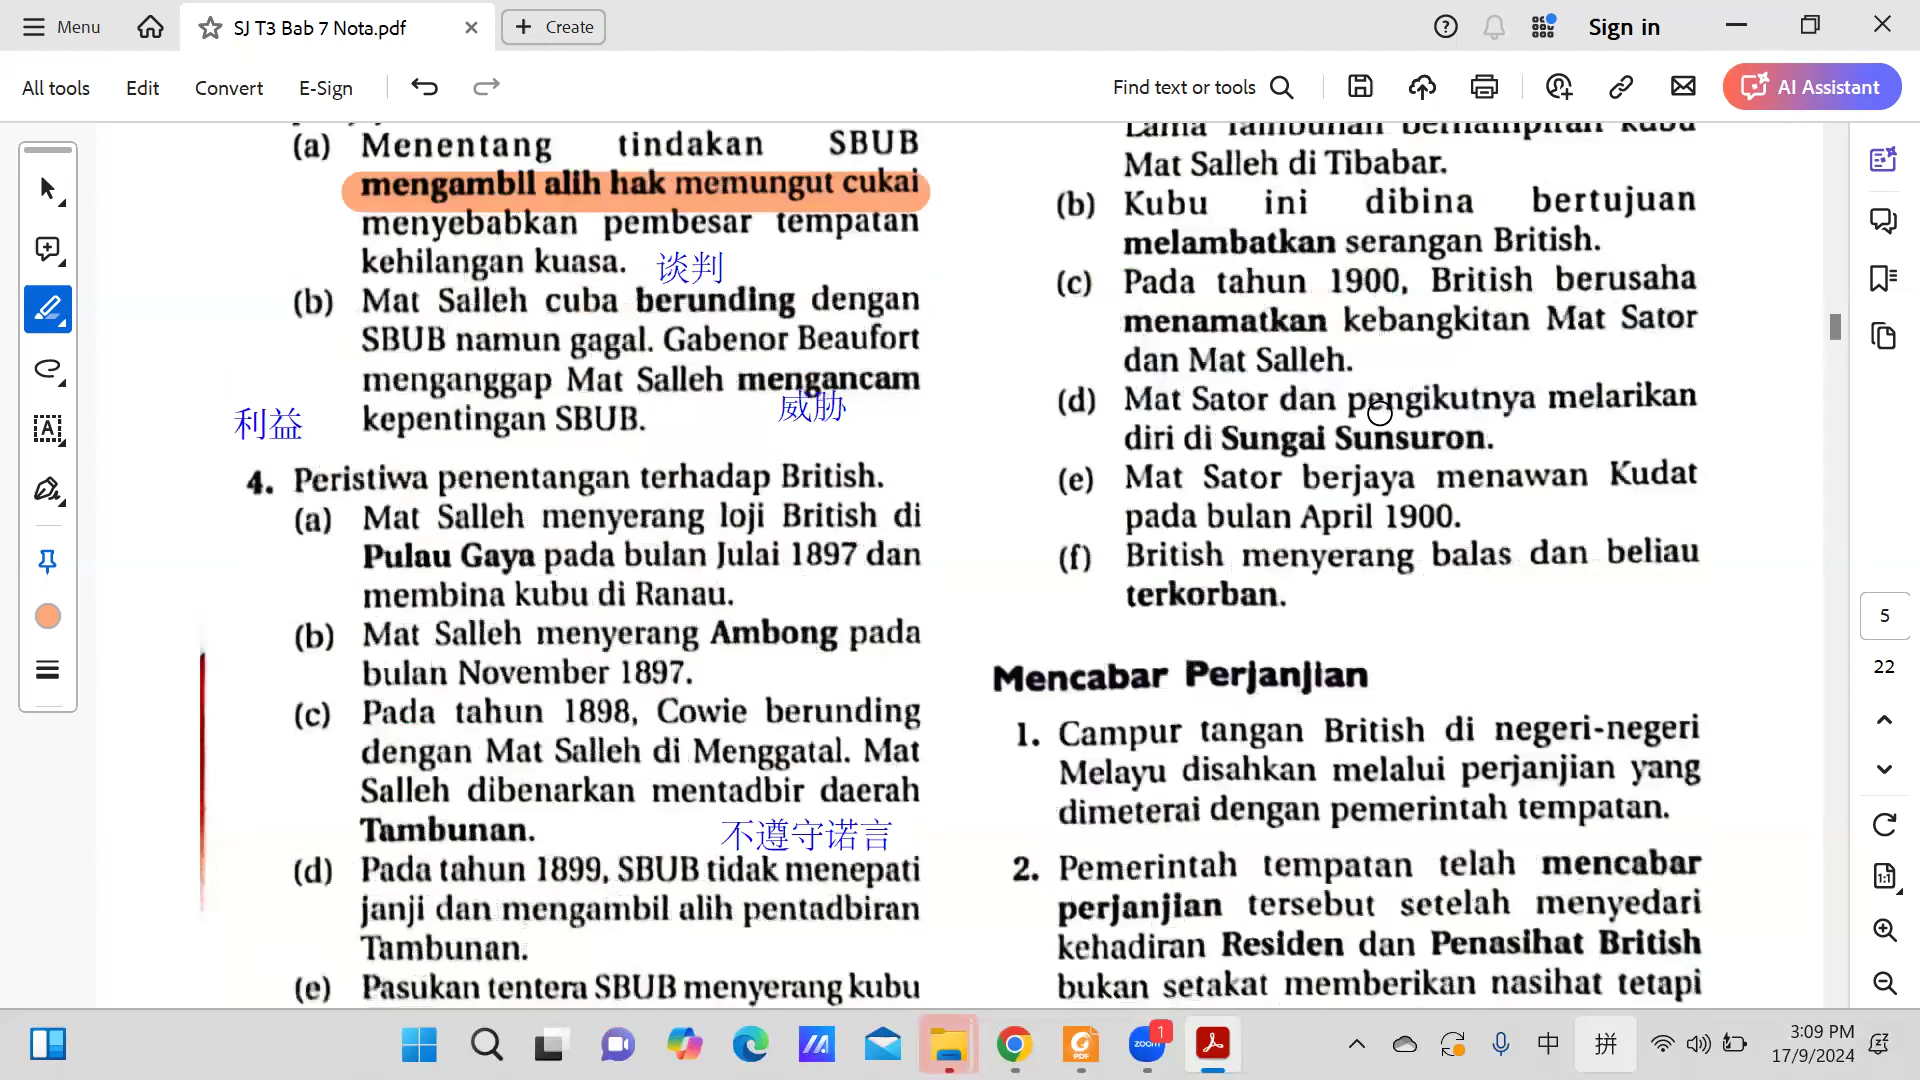 Menu
SJ T3 Bab 7 Nota.pdf
Create
Sign in
All tools
Edit
Convert
E-Sign
Find text or tools
AI Assistant
(a) Menentang tindakan SBUB
mengambil alih hak memungut cukai
menyebabkan pembesar tempatan
kehilangan kuasa.
谈判
(b) Mat Salleh cuba berunding dengan
SBUB namun gagal. Gabenor Beaufort
menganggap Mat Salleh mengancam
kepentingan SBUB.
威胁
利益
4. Peristiwa penentangan terhadap British.
(a) Mat Salleh menyerang loji British di
Pulau Gaya pada bulan Julai 1897 dan
membina kubu di Ranau.
(b) Mat Salleh menyerang Ambong pada
bulan November 1897.
(c) Pada tahun 1898, Cowie berunding
dengan Mat Salleh di Menggatal. Mat
Salleh dibenarkan mentadbir daerah
Tambunan.
不遵守诺言
(d) Pada tahun 1899, SBUB tidak menepati
janji dan mengambil alih pentadbiran
Tambunan.
(e) Pasukan tentera SBUB menyerang kubu
Lama Tambunan berhampiran kubu
Mat Salleh di Tibabar.
(b) Kubu ini dibina bertujuan
melambatkan serangan British.
(c) Pada tahun 1900, British berusaha
menamatkan kebangkitan Mat Sator
dan Mat Salleh.
(d) Mat Sator dan pengikutnya melarikan
diri di Sungai Sunsuron.
(e) Mat Sator berjaya menawan Kudat
pada bulan April 1900.
(f) British menyerang balas dan beliau
terkorban.
Mencabar Perjanjian
1. Campur tangan British di negeri-negeri
Melayu disahkan melalui perjanjian yang
dimeterai dengan pemerintah tempatan.
2. Pemerintah tempatan telah mencabar
perjanjian tersebut setelah menyedari
kehadiran Residen dan Penasihat British
bukan setakat memberikan nasihat tetapi
5
22
1:1
zoom
1
PDF
中
拼
3:09 PM
17/9/2024